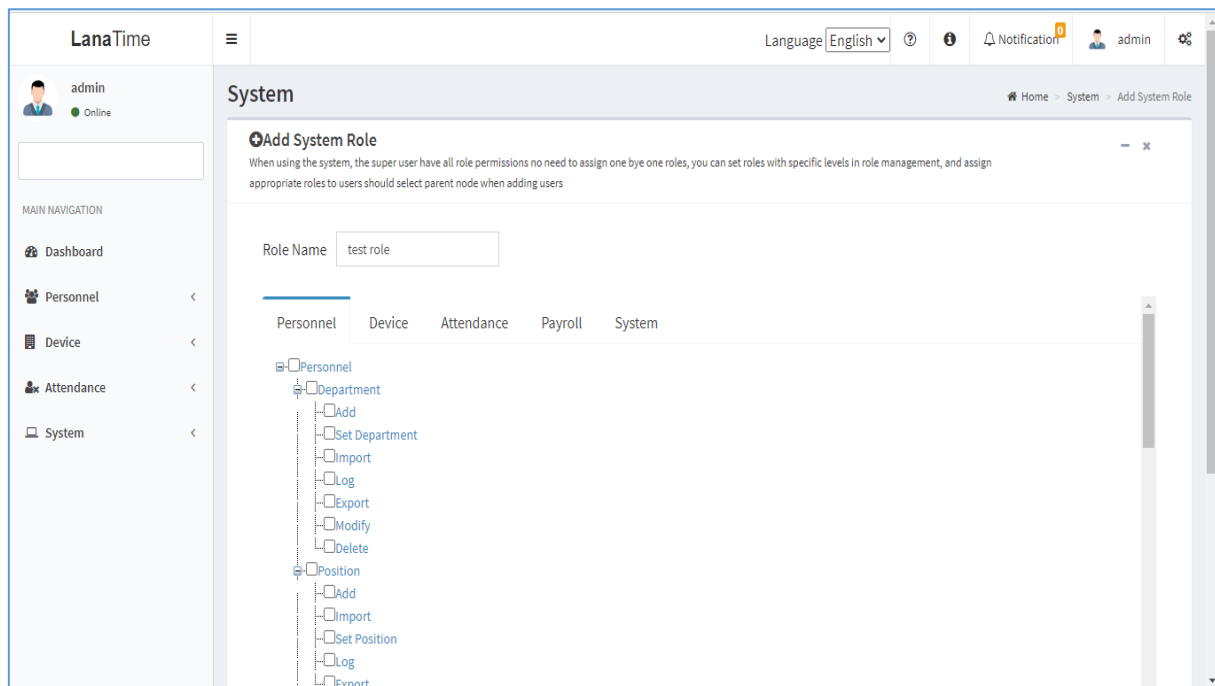 LanaTime
Language English
0
Notification
admin
admin
Online
System
Home > System > Add System Role
Add System Role
When using the system, the super user have all role permissions no need to assign one bye one roles, you can set roles with specific levels in role management, and assign
appropriate roles to users should select parent node when adding users
MAIN NAVIGATION
Dashboard
Personnel
Device
Attendance
System
Role Name test role
Personnel Device Attendance Payroll System
Personnel
Department
Add
Set Department
Import
Log
Export
Modify
Delete
Position
Add
Import
Set Position
Log
Export